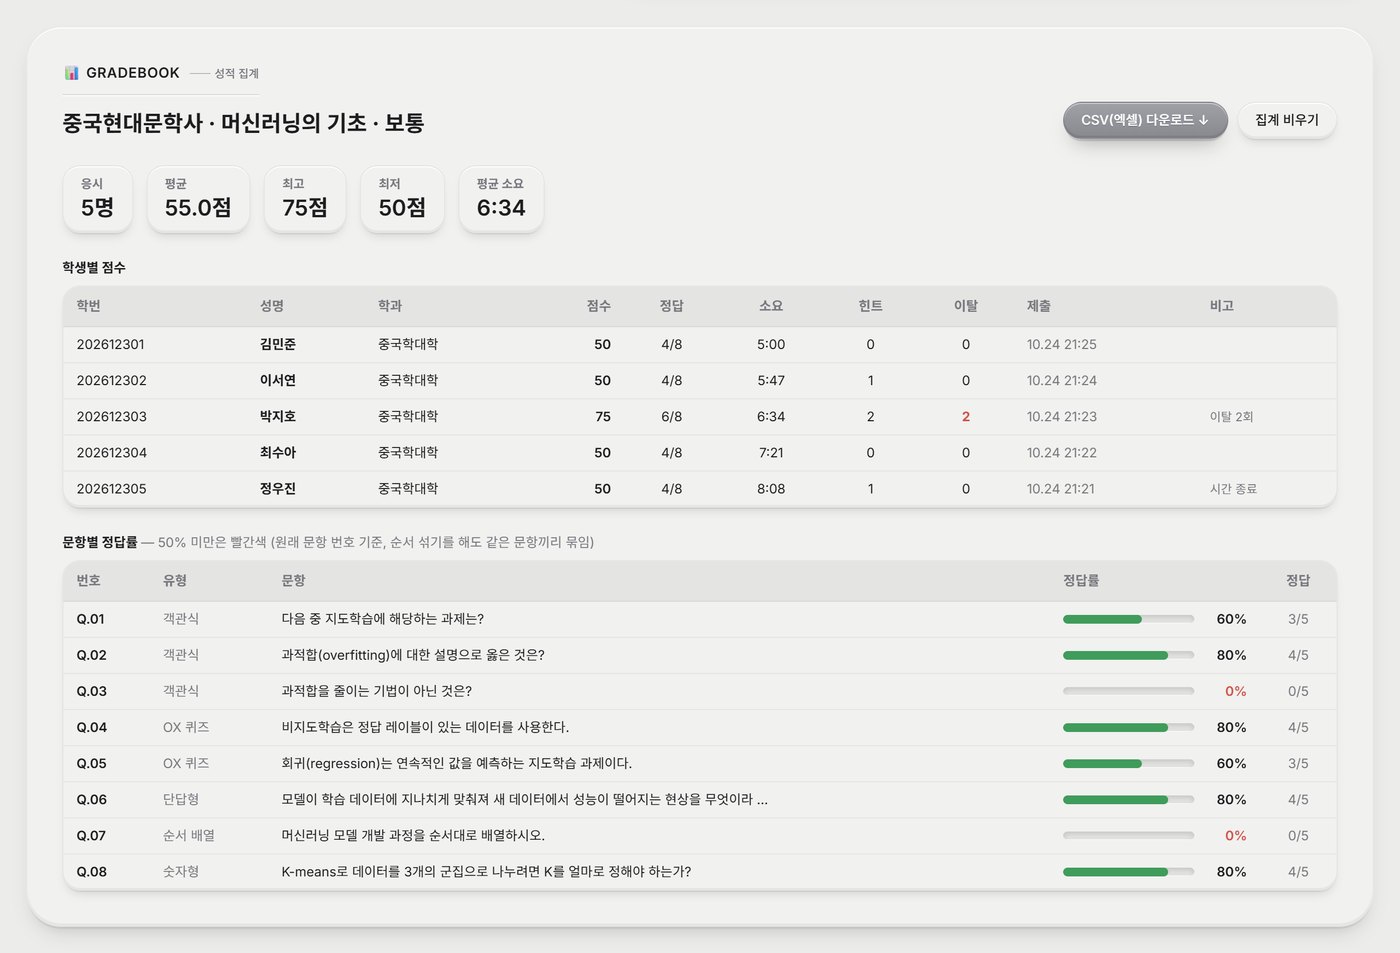 📊 GRADEBOOK —— 성적 집계
중국현대문학사 · 머신러닝의 기초 · 보통
CSV(엑셀) 다운로드 ↓ 집계 비우기
응시 평균 최고 최저 평균 소요
5명 55.0점 75점 50점 6:34
학생별 점수
학번 성명 학과 점수 정답 소요 힌트 이탈 제출 비고
202612301 김민준 중국학대학 50 4/8 5:00 0 0 10.24 21:25
202612302 이서연 중국학대학 50 4/8 5:47 1 0 10.24 21:24
202612303 박지호 중국학대학 75 6/8 6:34 2 2 10.24 21:23 이탈 2회
202612304 최수아 중국학대학 50 4/8 7:21 0 0 10.24 21:22
202612305 정우진 중국학대학 50 4/8 8:08 1 0 10.24 21:21 시간 종료
문항별 정답률 — 50% 미만은 빨간색 (원래 문항 번호 기준, 순서 섞기를 해도 같은 문항끼리 묶임)
번호 유형 문항 정답률 정답
Q.01 객관식 다음 중 지도학습에 해당하는 과제는? 60% 3/5
Q.02 객관식 과적합(overfitting)에 대한 설명으로 옳은 것은? 80% 4/5
Q.03 객관식 과적합을 줄이는 기법이 아닌 것은? 0% 0/5
Q.04 OX 퀴즈 비지도학습은 정답 레이블이 있는 데이터를 사용한다. 80% 4/5
Q.05 OX 퀴즈 회귀(regression)는 연속적인 값을 예측하는 지도학습 과제이다. 60% 3/5
Q.06 단답형 모델이 학습 데이터에 지나치게 맞춰져 새 데이터에서 성능이 떨어지는 현상을 무엇이라 ... 80% 4/5
Q.07 순서 배열 머신러닝 모델 개발 과정을 순서대로 배열하시오. 0% 0/5
Q.08 숫자형 K-means로 데이터를 3개의 군집으로 나누려면 K를 얼마로 정해야 하는가? 80% 4/5